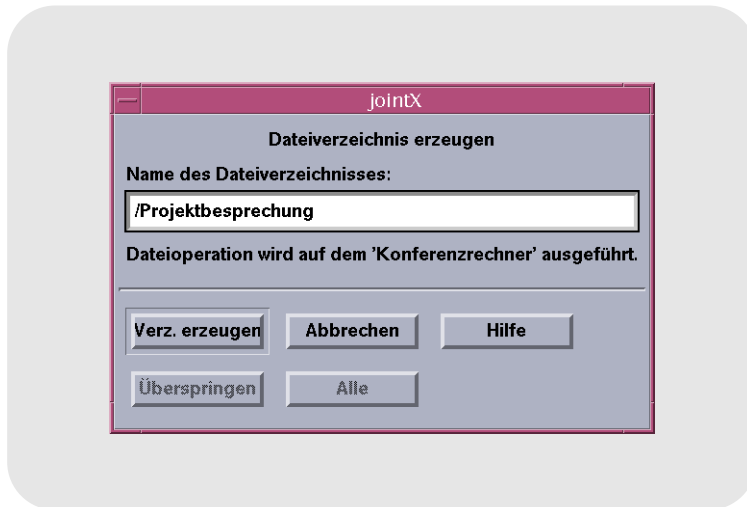 jointX
Dateiverzeichnis erzeugen
Name des Dateiverzeichnisses:
/Projektbesprechung
Dateioperation wird auf dem 'Konferenzrechner' ausgeführt.
Verz. erzeugen Abbrechen Hilfe
Überspringen Alle